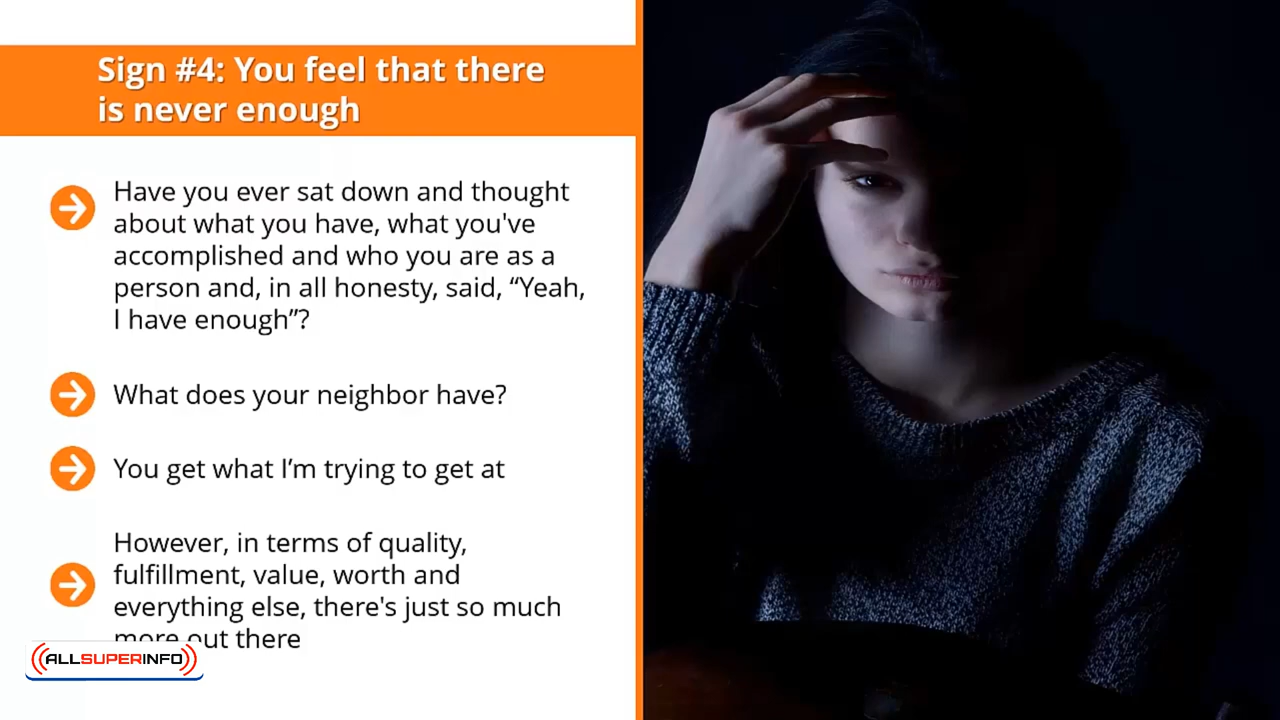 Sign #4: You feel that there
is never enough
Have you ever sat down and thought
about what you have, what you've
accomplished and who you are as a
person and, in all honesty, said, “Yeah,
I have enough”?
What does your neighbor have?
You get what I’m trying to get at
However, in terms of quality,
fulfillment, value, worth and
everything else, there's just so much
more out there
ALLSUPERINFO